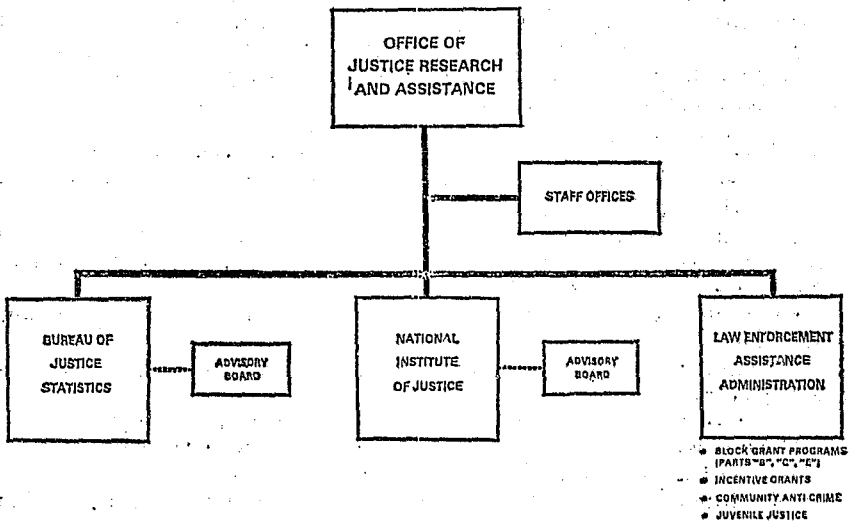 OFFICE OF
JUSTICE RESEARCH
AND ASSISTANCE
STAFF OFFICES
BUREAU OF
JUSTICE
STATISTICS
ADVISORY
BOARD
NATIONAL
INSTITUTE
OF JUSTICE
ADVISORY
BOARD
LAW ENFORCEMENT
ASSISTANCE
ADMINISTRATION
• BLOCK GRANT PROGRAMS
(PARTS "B", "C", "E")
• INCENTIVE GRANTS
• COMMUNITY ANTI-CRIME
• JUVENILE JUSTICE